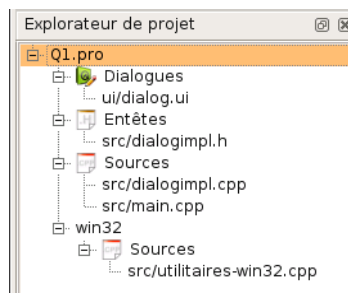 Explorateur de projet
Q1.pro
Dialogues
ui/dialog.ui
Entêtes
src/dialogimpl.h
Sources
src/dialogimpl.cpp
src/main.cpp
win32
Sources
src/utilitaires-win32.cpp